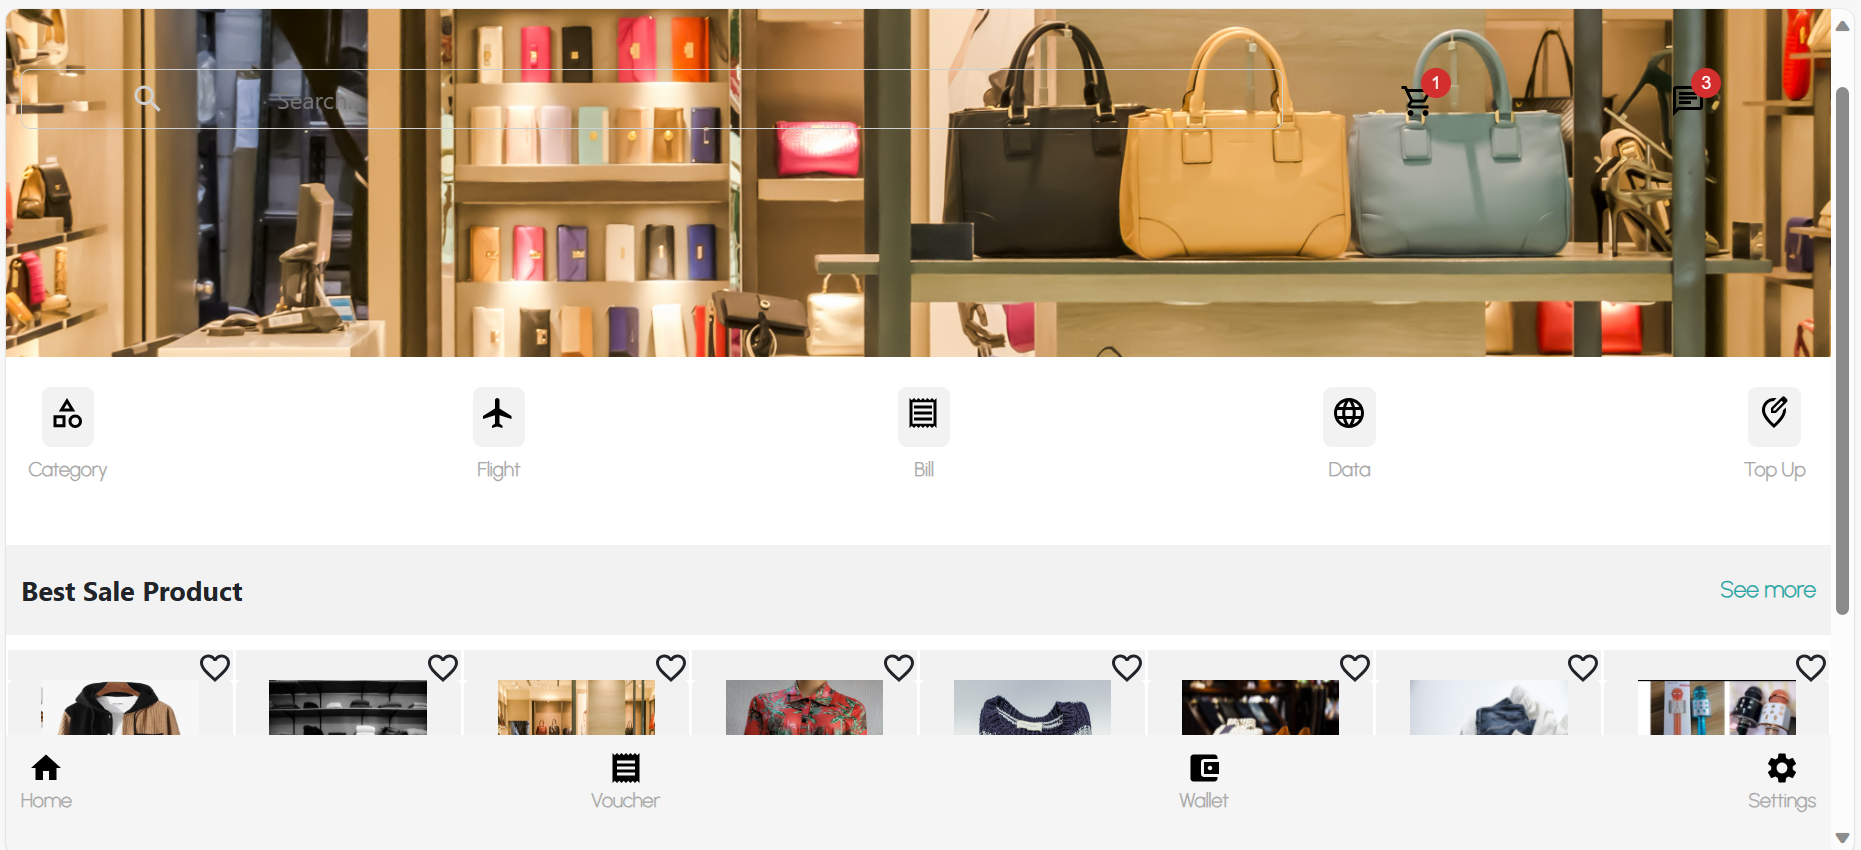 Search...
1
3
Category
Flight
Bill
Data
Top Up
Best Sale Product
See more
Home
Voucher
Wallet
Settings